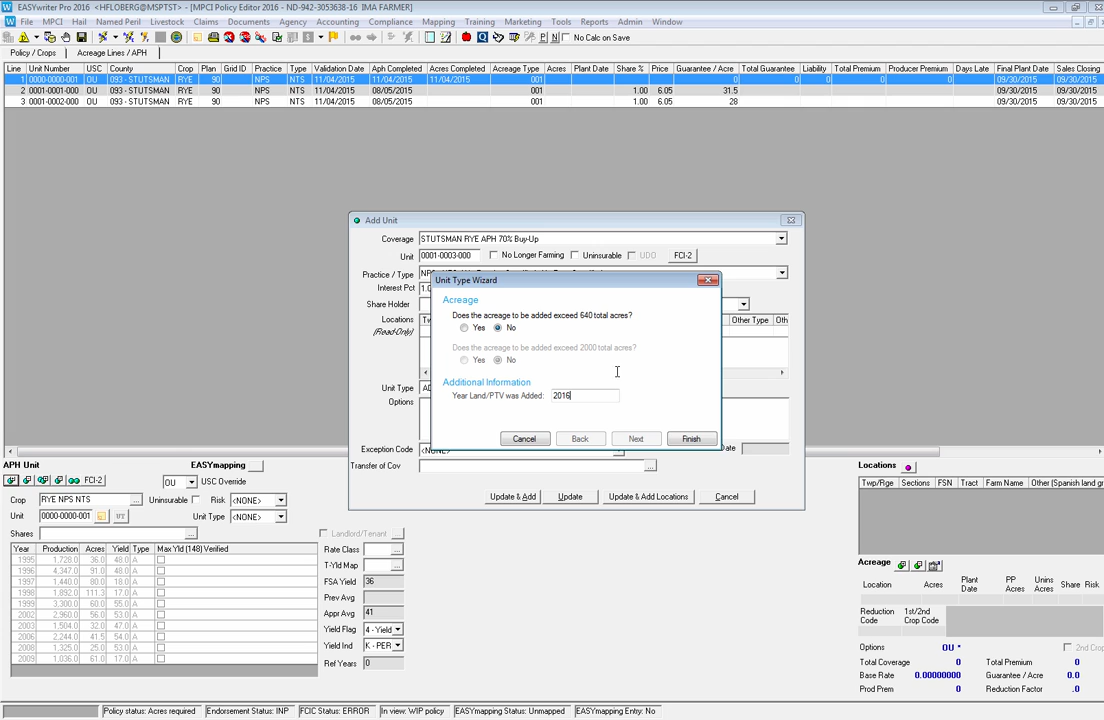 EASYwriter Pro 2016 - <HFLOBERG@MSPTST> - [MPCI Policy Editor 2016 - ND-942-3053638-16 IMA FARMER]
File MPCI Hail Named Peril Livestock Claims Documents Agency Accounting Compliance Mapping Training Marketing Tools Reports Admin Window
P N No Calc on Save
Policy / Crops Acreage Lines / APH
Line Unit Number USC County Crop Plan Grid ID Practice Type Validation Date Aph Completed Acres Completed Acreage Type Acres Plant Date Share % Price Guarantee / Acre Total Guarantee Liability Total Premium Producer Premium Days Late Final Plant Date Sales Closing
1 0000-0000-001 OU 093 - STUTSMAN RYE 90 NPS NTS 11/04/2015 11/04/2015 11/04/2015 001 0 0 0 0 0 09/30/2015 09/30/2015
2 0001-0001-000 OU 093 - STUTSMAN RYE 90 NPS NTS 11/04/2015 08/05/2015 001 1.00 6.05 31.5 09/30/2015 09/30/2015
3 0001-0002-000 OU 093 - STUTSMAN RYE 90 NPS NTS 11/04/2015 08/05/2015 001 1.00 6.05 28 09/30/2015 09/30/2015
Add Unit
Coverage STUTSMAN RYE APH 70% Buy-Up
Unit 0001-0003-000 No Longer Farming Uninsurable UDO FCI-2
Practice / Type
Interest Pct 1.0
Share Holder
Locations Tw Other Type Oth
(Read-Only)
Unit Type AD
Options
Exception Code <NONE> Date
Transfer of Cov ...
Update & Add Update Update & Add Locations Cancel
Unit Type Wizard
Acreage
Does the acreage to be added exceed 640 total acres?
Yes No
Does the acreage to be added exceed 2000 total acres?
Yes No
Additional Information
Year Land/PTV was Added: 2016
Cancel Back Next Finish
APH Unit EASYmapping
FCI-2 OU USC Override
Crop RYE NPS NTS ... Uninsurable Risk <NONE>
Unit 0000-0000-001 UT Unit Type <NONE>
Shares ... Landlord/Tenant ...
Year Production Acres Yield Type Max Yld (148) Verified
1995 1,728.0 36.0 48.0 A
1996 4,347.0 91.0 48.0 A
1997 1,440.0 80.0 18.0 A
1998 1,892.0 111.3 17.0 A
1999 3,300.0 60.0 55.0 A
2002 2,960.0 56.0 53.0 A
2003 1,504.0 32.0 47.0 A
2006 2,244.0 41.5 54.0 A
2008 1,325.0 25.0 53.0 A
2009 1,036.0 61.0 17.0 A
Rate Class ...
T-Yld Map ...
FSA Yield 36
Prev Avg
Appr Avg 41
Yield Flag 4 - Yield
Yield Ind K - PER
Ref Years 0
Locations
Twp/Rge Sections FSN Tract Farm Name Other (Spanish land gr
Acreage
Location Acres Plant Date PP Acres Unins Acres Share Risk
Reduction Code 1st/2nd Crop Code
Options OU * 2nd Crop
Total Coverage 0 Total Premium 0
Base Rate 0.00000000 Guarantee / Acre 0.0
Prod Prem 0 Reduction Factor .0
Policy status: Acres required Endorsement Status: INP FCIC Status: ERROR In view: WIP policy EASYmapping Status: Unmapped EASYmapping Entry: No